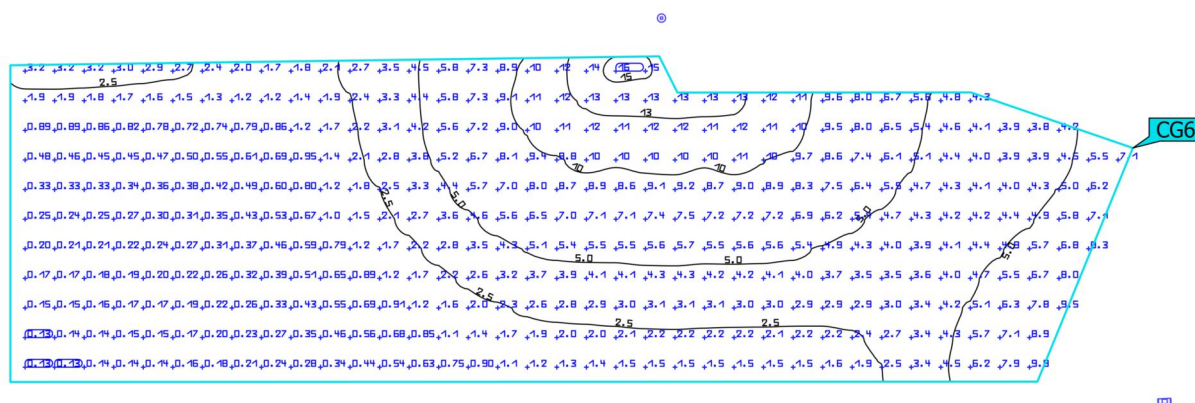 +3.2 +3.2 +3.2 +3.0 +2.9 +2.7 +2.4 +2.0 +1.7 +1.8 +2.1 +2.7 +3.5 +4.5 +5.8 +7.3 +8.9 +10 +12 +14 +16 +15
2.5 15
+1.9 +1.9 +1.8 +1.7 +1.6 +1.5 +1.3 +1.2 +1.2 +1.4 +1.9 +2.4 +3.3 +4.4 +5.8 +7.3 +9.1 +11 +12 +13 +13 +13 +13 +13 +13 +12 +11 +9.6 +8.0 +6.7 +5.6 +4.8 +4.3
13
+0.89 +0.89 +0.86 +0.82 +0.78 +0.72 +0.74 +0.79 +0.86 +1.2 +1.7 +2.2 +3.1 +4.2 +5.6 +7.2 +9.0 +10 +11 +12 +11 +12 +12 +12 +11 +11 +10 +9.5 +8.0 +6.5 +5.4 +4.6 +4.1 +3.9 +3.8 +4.2
CG6
+0.48 +0.46 +0.45 +0.45 +0.47 +0.50 +0.55 +0.61 +0.69 +0.95 +1.4 +2.1 +2.8 +3.8 +5.2 +6.7 +8.1 +9.4 +9.8 +10 +10 +10 +10 +10 +11 +10 +9.7 +8.6 +7.4 +6.1 +5.1 +4.4 +4.0 +3.9 +3.9 +4.5 +5.5 +7.1
10 10
+0.33 +0.33 +0.33 +0.34 +0.36 +0.38 +0.42 +0.49 +0.60 +0.80 +1.2 +1.8 +2.5 +3.3 +4.4 +5.7 +7.0 +8.0 +8.7 +8.9 +8.6 +9.1 +9.2 +8.7 +9.0 +8.9 +8.3 +7.5 +6.4 +5.5 +4.7 +4.3 +4.1 +4.0 +4.3 +5.0 +6.2
2.5 5.0
+0.25 +0.24 +0.25 +0.27 +0.30 +0.31 +0.35 +0.43 +0.53 +0.67 +1.0 +1.5 +2.1 +2.7 +3.6 +4.6 +5.6 +6.5 +7.0 +7.1 +7.1 +7.4 +7.5 +7.2 +7.2 +7.2 +6.9 +6.2 +5.4 +4.7 +4.3 +4.2 +4.2 +4.4 +4.9 +5.8 +7.1
5.0
+0.20 +0.21 +0.21 +0.22 +0.24 +0.27 +0.31 +0.37 +0.46 +0.59 +0.79 +1.2 +1.7 +2.2 +2.8 +3.5 +4.3 +5.1 +5.4 +5.5 +5.5 +5.6 +5.7 +5.5 +5.6 +5.6 +5.4 +4.9 +4.3 +4.0 +3.9 +4.1 +4.4 +4.8 +5.7 +6.8 +8.3
5.0 5.0 5.0
+0.17 +0.17 +0.18 +0.19 +0.20 +0.22 +0.26 +0.32 +0.39 +0.51 +0.65 +0.89 +1.2 +1.7 +2.2 +2.6 +3.2 +3.7 +3.9 +4.1 +4.1 +4.3 +4.3 +4.2 +4.2 +4.1 +4.0 +3.7 +3.5 +3.5 +3.6 +4.0 +4.7 +5.5 +6.7 +8.0
2.5
+0.15 +0.15 +0.16 +0.17 +0.17 +0.19 +0.22 +0.26 +0.33 +0.43 +0.55 +0.69 +0.91 +1.2 +1.6 +2.0 +2.3 +2.6 +2.8 +2.9 +3.0 +3.1 +3.1 +3.1 +3.0 +3.0 +2.9 +2.9 +2.9 +3.0 +3.4 +4.2 +5.1 +6.3 +7.8 +9.5
2.5 2.5
+0.13 +0.14 +0.14 +0.15 +0.15 +0.17 +0.20 +0.23 +0.27 +0.35 +0.46 +0.56 +0.68 +0.85 +1.1 +1.4 +1.7 +1.9 +2.0 +2.0 +2.1 +2.2 +2.2 +2.2 +2.2 +2.1 +2.2 +2.2 +2.4 +2.7 +3.4 +4.3 +5.7 +7.1 +8.9
+0.13 +0.13 +0.14 +0.14 +0.16 +0.16 +0.18 +0.21 +0.24 +0.28 +0.34 +0.44 +0.54 +0.63 +0.75 +0.90 +1.1 +1.2 +1.3 +1.4 +1.5 +1.5 +1.5 +1.5 +1.5 +1.5 +1.5 +1.6 +1.9 +2.5 +3.4 +4.5 +6.2 +7.9 +9.9